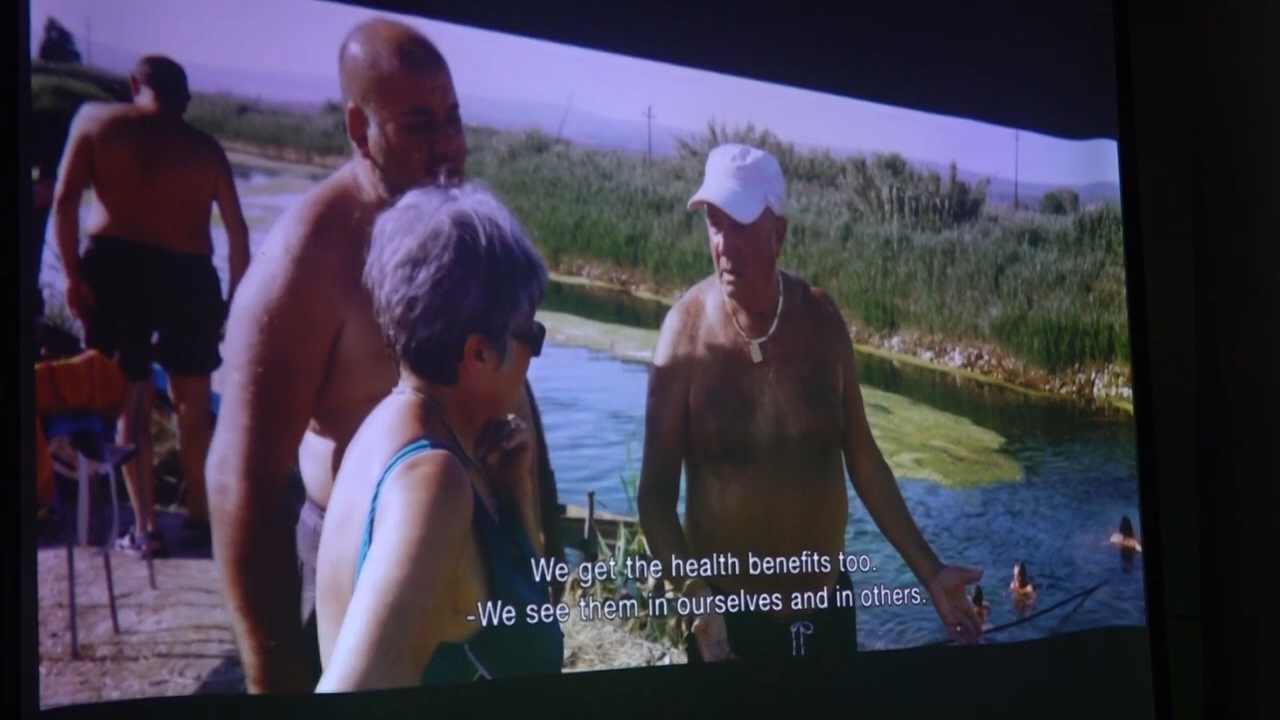 We get the health benefits too.
-We see them in ourselves and in others.